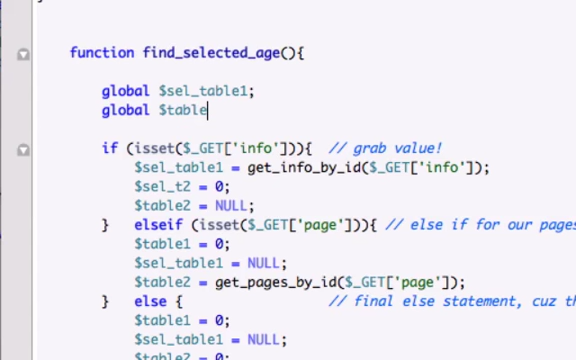 function find_selected_age(){
global $sel_table1;
global $table
if (isset($_GET['info'])){ // grab value!
$sel_table1 = get_info_by_id($_GET['info']);
$sel_t2 = 0;
$table2 = NULL;
} elseif (isset($_GET['page'])){ // else if for our pages
$table1 = 0;
$sel_table1 = NULL;
$table2 = get_pages_by_id($_GET['page']);
} else { // final else statement, cuz th
$table1 = 0;
$sel_table1 = NULL;
$table2 = 0;